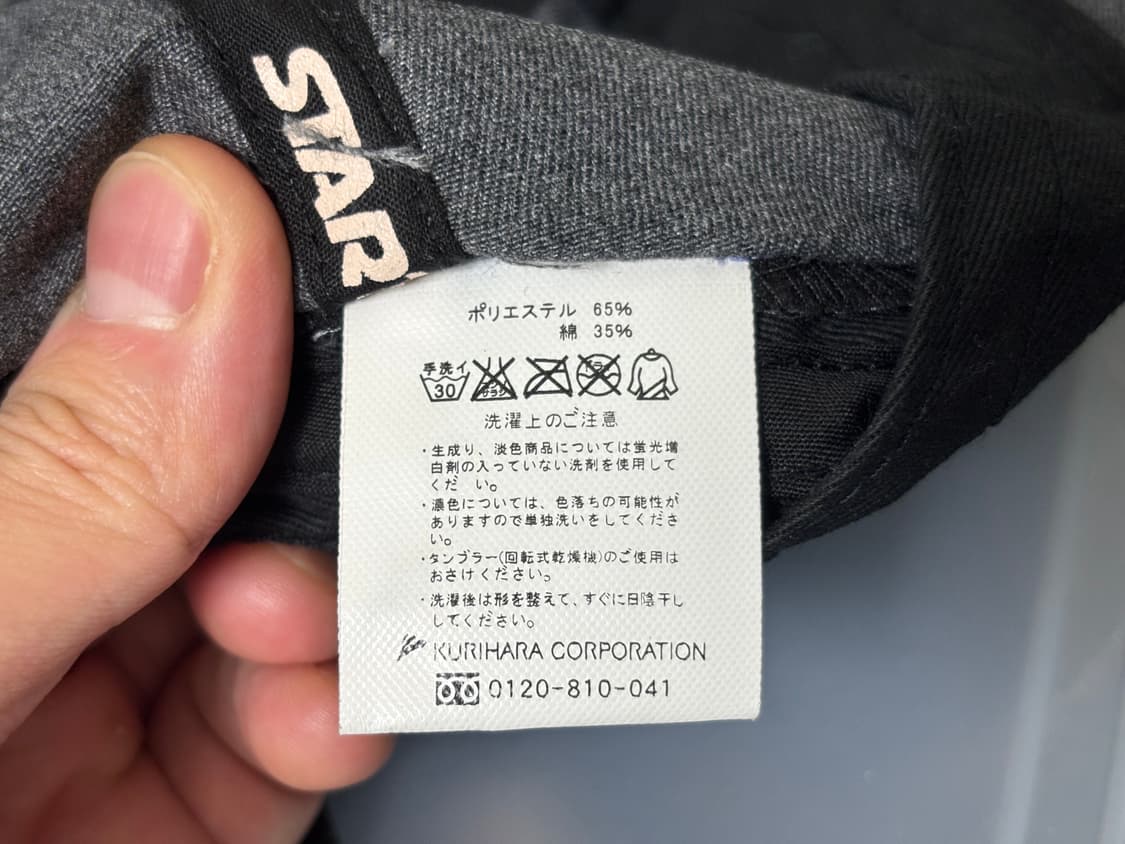 STAR
ポリエステル 65%
綿 35%
手洗イ
30
洗濯上のご注意
・生成り、淡色商品については蛍光増
白剤の入っていない洗剤を使用して
くだ い。
・濃色については、色落ちの可能性が
ありますので単独洗いをしてくださ
い。
・タンブラー(回転式乾燥機)のご使用は
おさけください。
・洗濯後は形を整えて、すぐに日陰干し
してください。
KURIHARA CORPORATION
0120-810-041